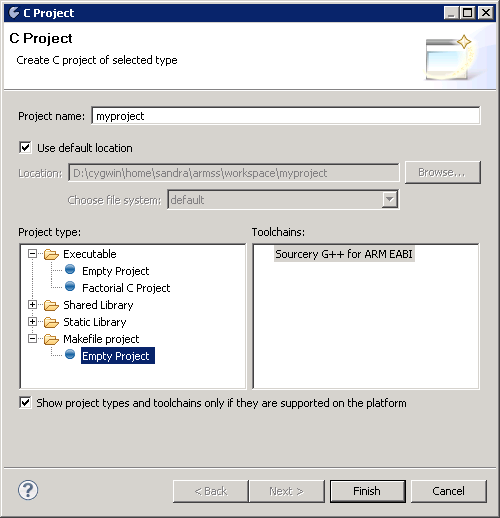 C Project
C Project
Create C project of selected type
Project name: myproject
Use default location
Location: D:\cygwin\home\sandra\armss\workspace\myproject Browse...
Choose file system: default
Project type: Toolchains:
Executable Sourcery G++ for ARM EABI
Empty Project
Factorial C Project
Shared Library
Static Library
Makefile project
Empty Project
Show project types and toolchains only if they are supported on the platform
? < Back Next > Finish Cancel